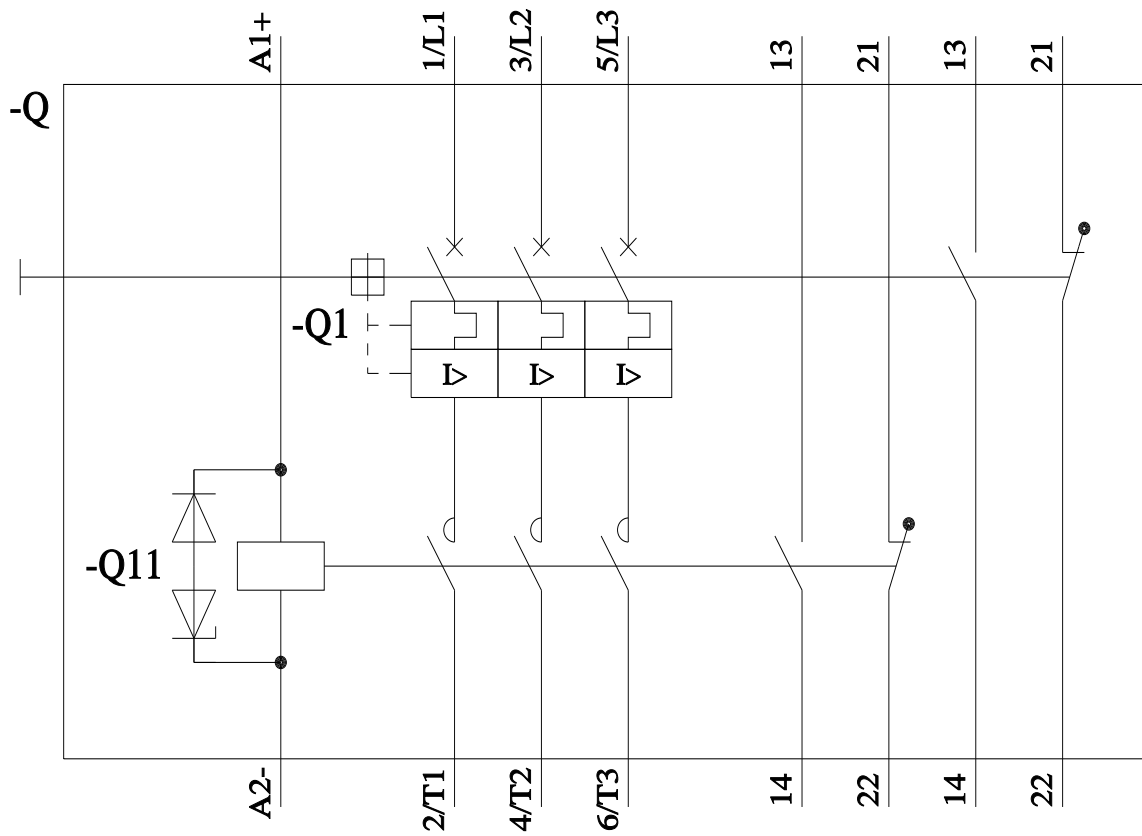 A1+
1/L1
3/L2
5/L3
13
21
13
21
-Q
-Q1
I>
I>
I>
-Q11
A2-
2/T1
4/T2
6/T3
14
22
14
22